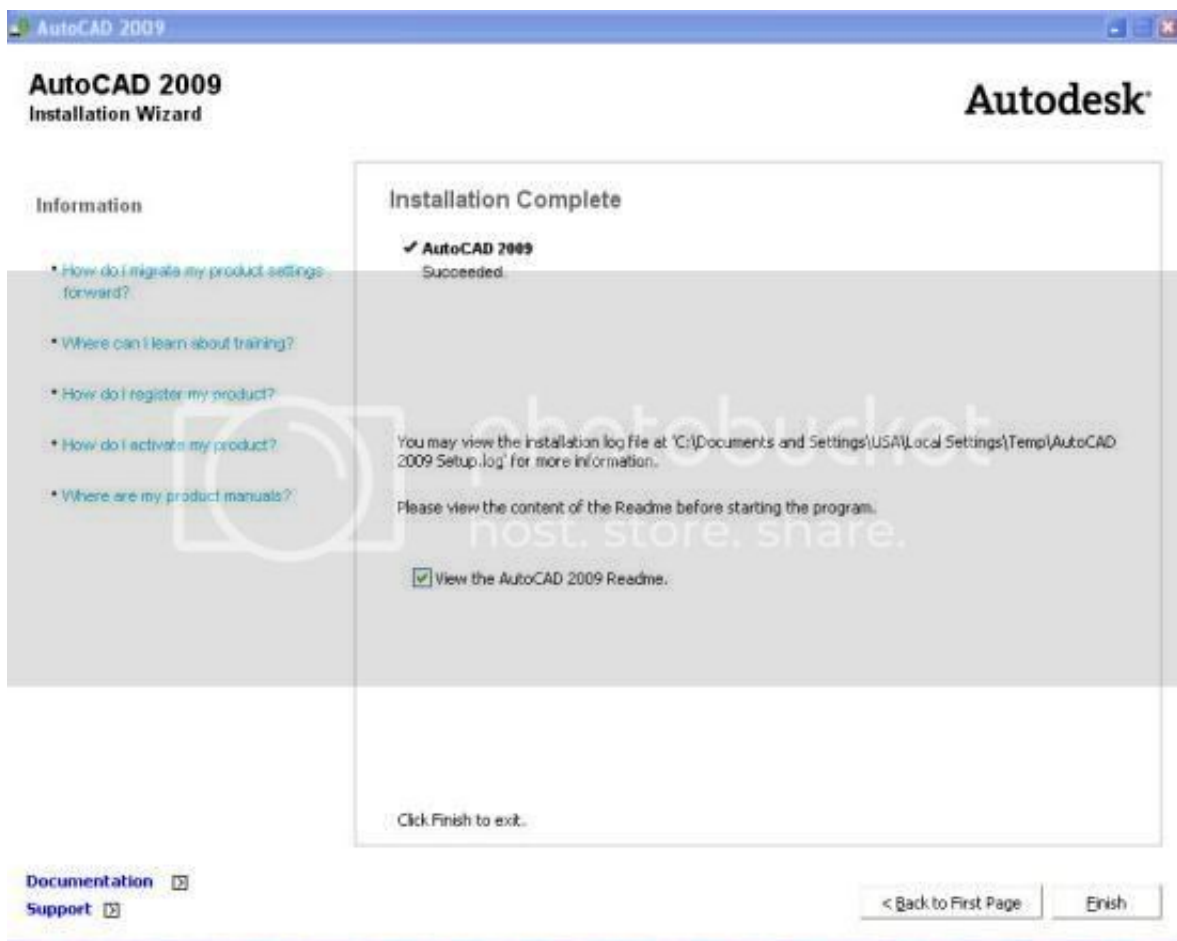 AutoCAD 2009
AutoCAD 2009
Installation Wizard
Autodesk
Information
• How do I migrate my product settings
forward?
• Where can I learn about training?
• How do I register my product?
• How do I activate my product?
• Where are my product manuals?
Installation Complete
✔ AutoCAD 2009
Succeeded.
You may view the installation log file at 'C:\Documents and Settings\USA\Local Settings\Temp\AutoCAD
2009 Setup.log' for more information.
Please view the content of the Readme before starting the program.
View the AutoCAD 2009 Readme.
Click Finish to exit.
photobucket
host. store. share.
Documentation
Support
< Back to First Page
Finish